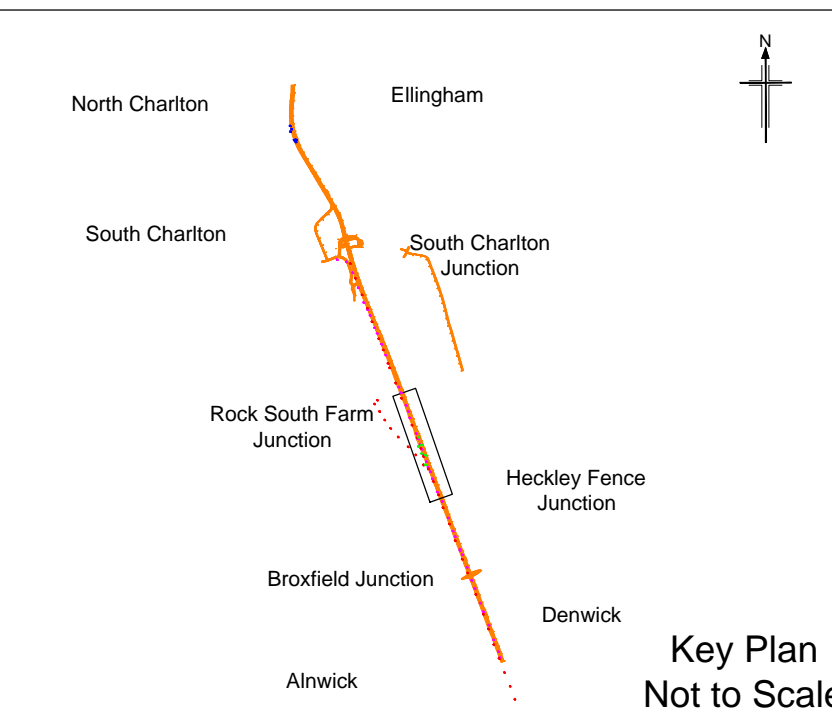 N
North Charlton
Ellingham
South Charlton
South Charlton
Junction
Rock South Farm
Junction
Heckley Fence
Junction
Broxfield Junction
Denwick
Alnwick
Key Plan
Not to Scale